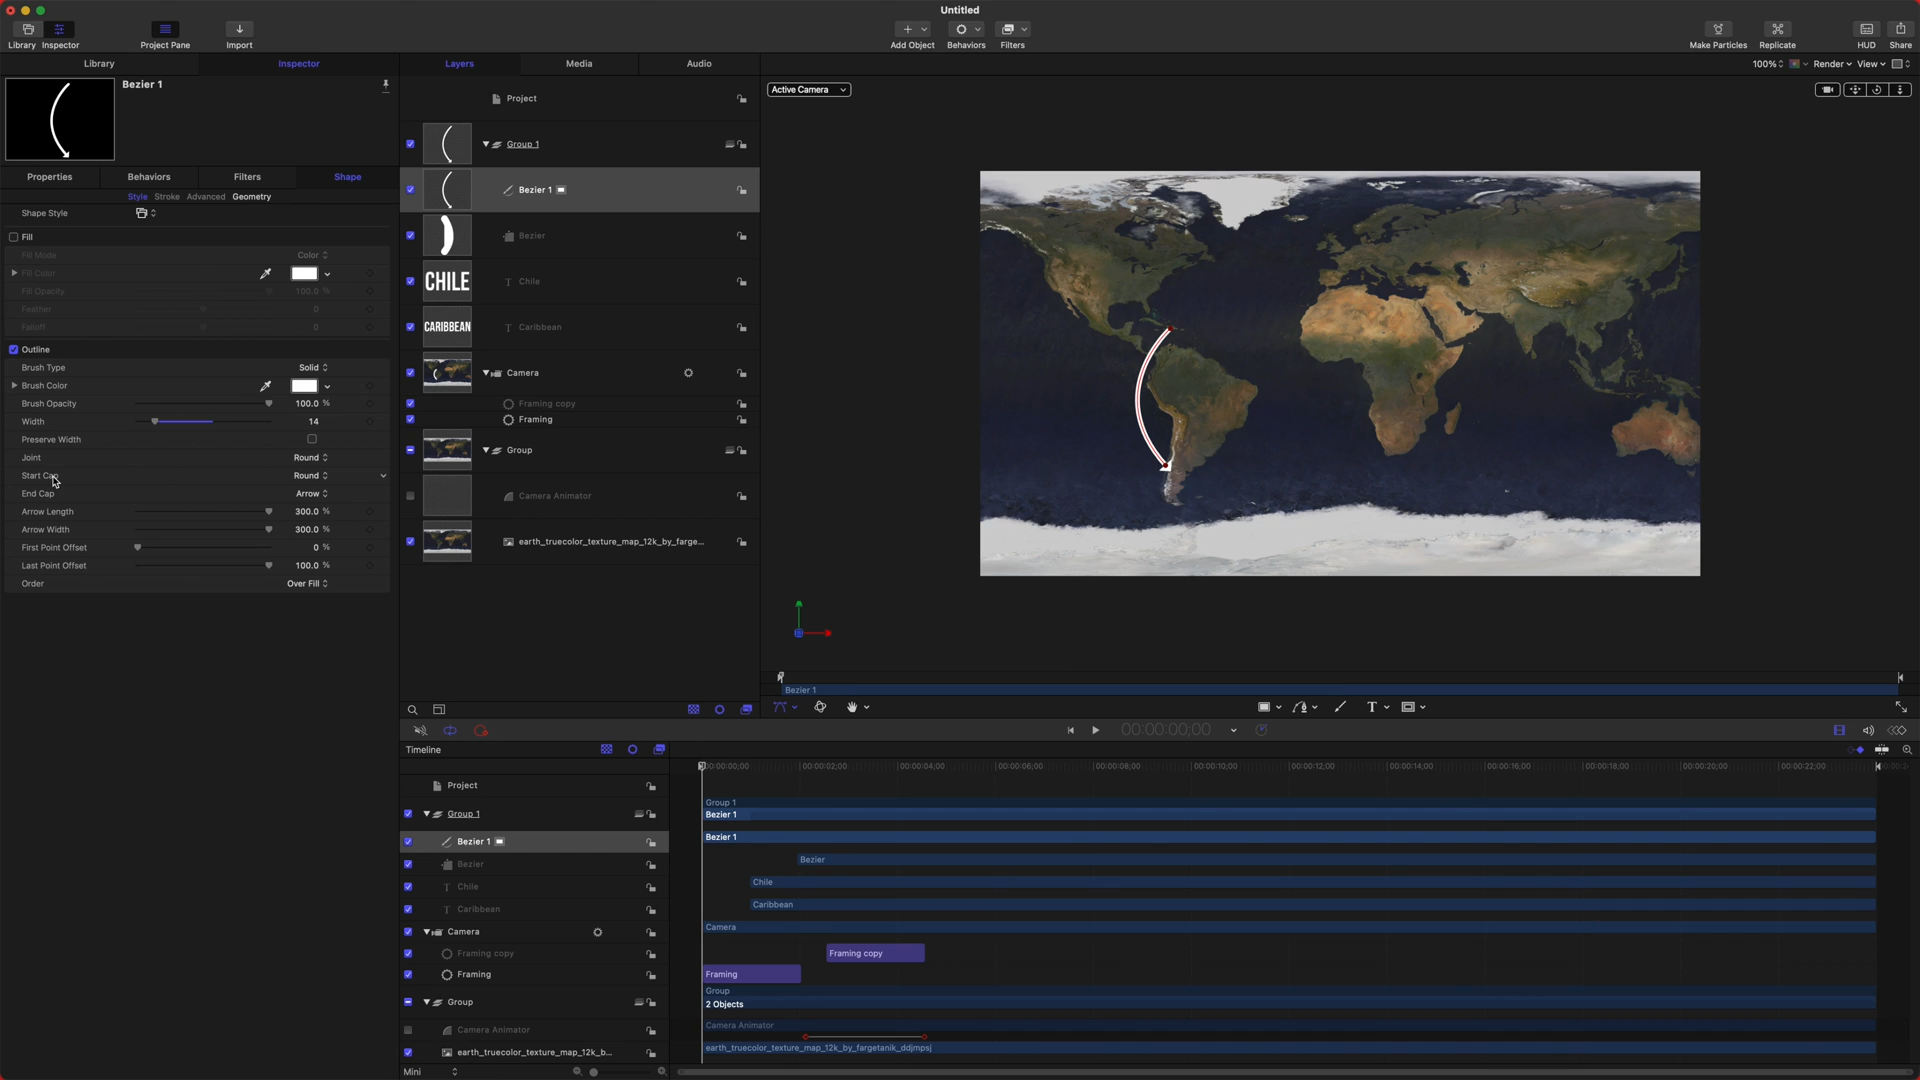 Untitled
Library
Inspector
Project Pane
Import
Add Object
Behaviors
Filters
Make Particles
Replicate
HUD
Share
Library
Inspector
Layers
Media
Audio
100%
Render
View
Bezier 1
Active Camera
Properties
Behaviors
Filters
Shape
Style
Stroke
Advanced
Geometry
Shape Style
Fill
Fill Mode
Color
Fill Color
Fill Opacity
100.0 %
Feather
0
Falloff
0
Outline
Brush Type
Solid
Brush Color
Brush Opacity
100.0 %
Width
14
Preserve Width
Joint
Round
Start Cap
Round
End Cap
Arrow
Arrow Length
300.0 %
Arrow Width
300.0 %
First Point Offset
0 %
Last Point Offset
100.0 %
Order
Over Fill
Project
Group 1
Bezier 1
Bezier
CHILE
Chile
CARIBBEAN
Caribbean
Camera
Framing copy
Framing
Group
Camera Animator
earth_truecolor_texture_map_12k_by_farge...
Bezier 1
00:00:00;00
Timeline
00:00:00;00
00:00:02;00
00:00:04;00
00:00:06;00
00:00:08;00
00:00:10;00
00:00:12;00
00:00:14;00
00:00:16;00
00:00:18;00
00:00:20;00
00:00:22;00
Project
Group 1
Group 1
Bezier 1
Bezier 1
Bezier 1
Bezier
Bezier
Chile
Chile
Caribbean
Caribbean
Camera
Camera
Framing copy
Framing copy
Framing
Framing
Group
Group
2 Objects
Camera Animator
Camera Animator
earth_truecolor_texture_map_12k_b...
earth_truecolor_texture_map_12k_by_fargetanik_ddjmpsj
Mini